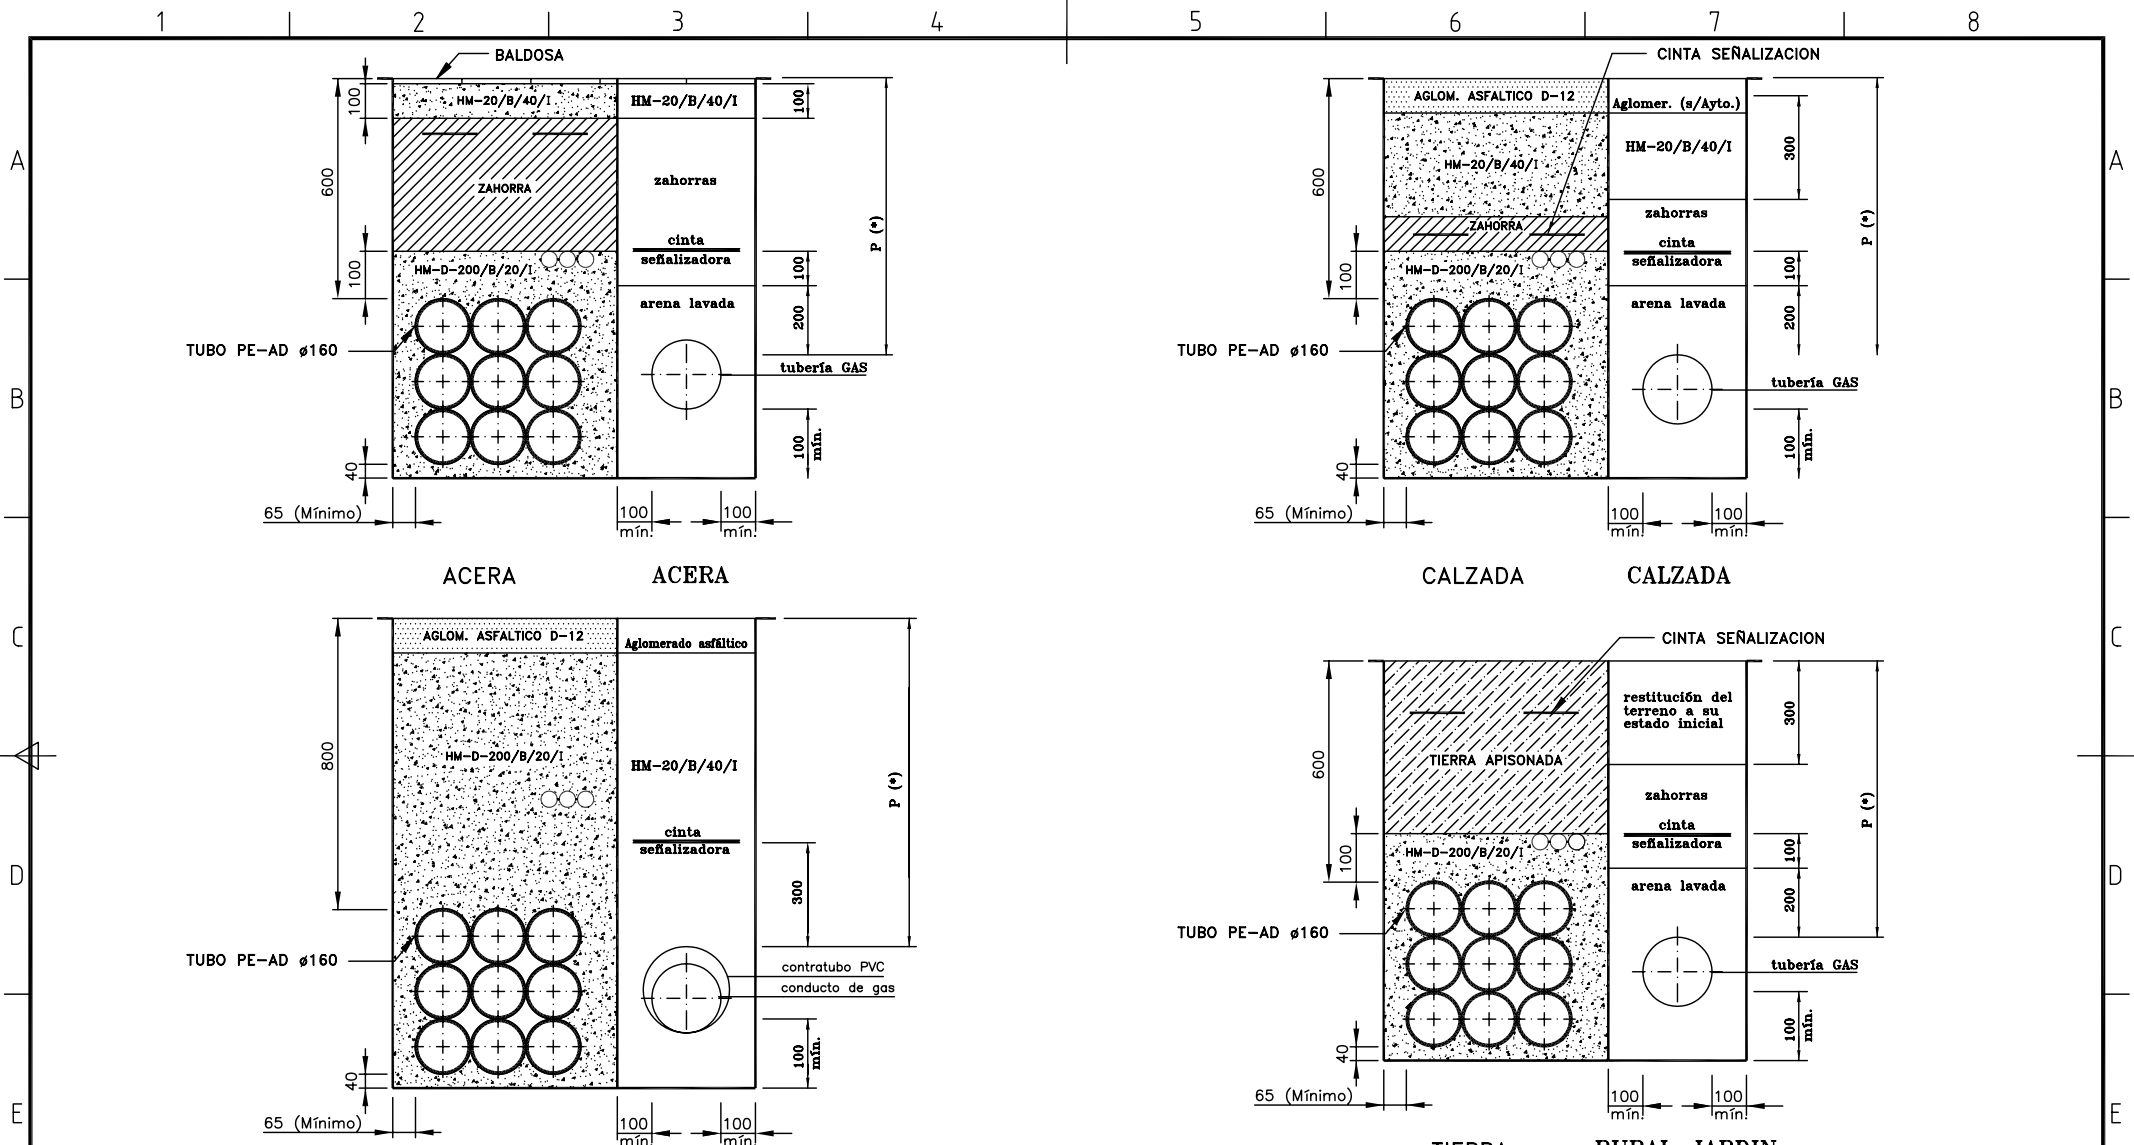 1
2
3
4
5
6
7
8
A
B
C
D
E
A
B
C
D
E
BALDOSA
HM-20/B/40/I
HM-20/B/40/I
100
100
600
ZAHORRA
zahorras
P (*)
cinta
señalizadora
HM-D-200/B/20/I
100
100
arena lavada
200
TUBO PE-AD ø160
tubería GAS
100
mín.
40
65 (Mínimo)
100
mín.
100
mín.
ACERA
ACERA
CINTA SEÑALIZACION
AGLOM. ASFALTICO D-12
Aglomer. (s/Ayto.)
HM-20/B/40/I
HM-20/B/40/I
300
600
zahorras
ZAHORRA
P (*)
cinta
señalizadora
HM-D-200/B/20/I
100
100
arena lavada
200
TUBO PE-AD ø160
tubería GAS
100
mín.
40
65 (Mínimo)
100
mín.
100
mín.
CALZADA
CALZADA
AGLOM. ASFALTICO D-12
Aglomerado asfáltico
800
HM-D-200/B/20/I
HM-20/B/40/I
P (*)
cinta
señalizadora
300
TUBO PE-AD ø160
contratubo PVC
conducto de gas
100
mín.
40
65 (Mínimo)
100
mín.
100
mín.
CINTA SEÑALIZACION
restitución del
terreno a su
estado inicial
300
600
TIERRA APISONADA
zahorras
P (*)
cinta
señalizadora
HM-D-200/B/20/I
100
100
arena lavada
200
TUBO PE-AD ø160
tubería GAS
100
mín.
40
65 (Mínimo)
100
mín.
100
mín.
TIERRA
RURAL-JARDIN